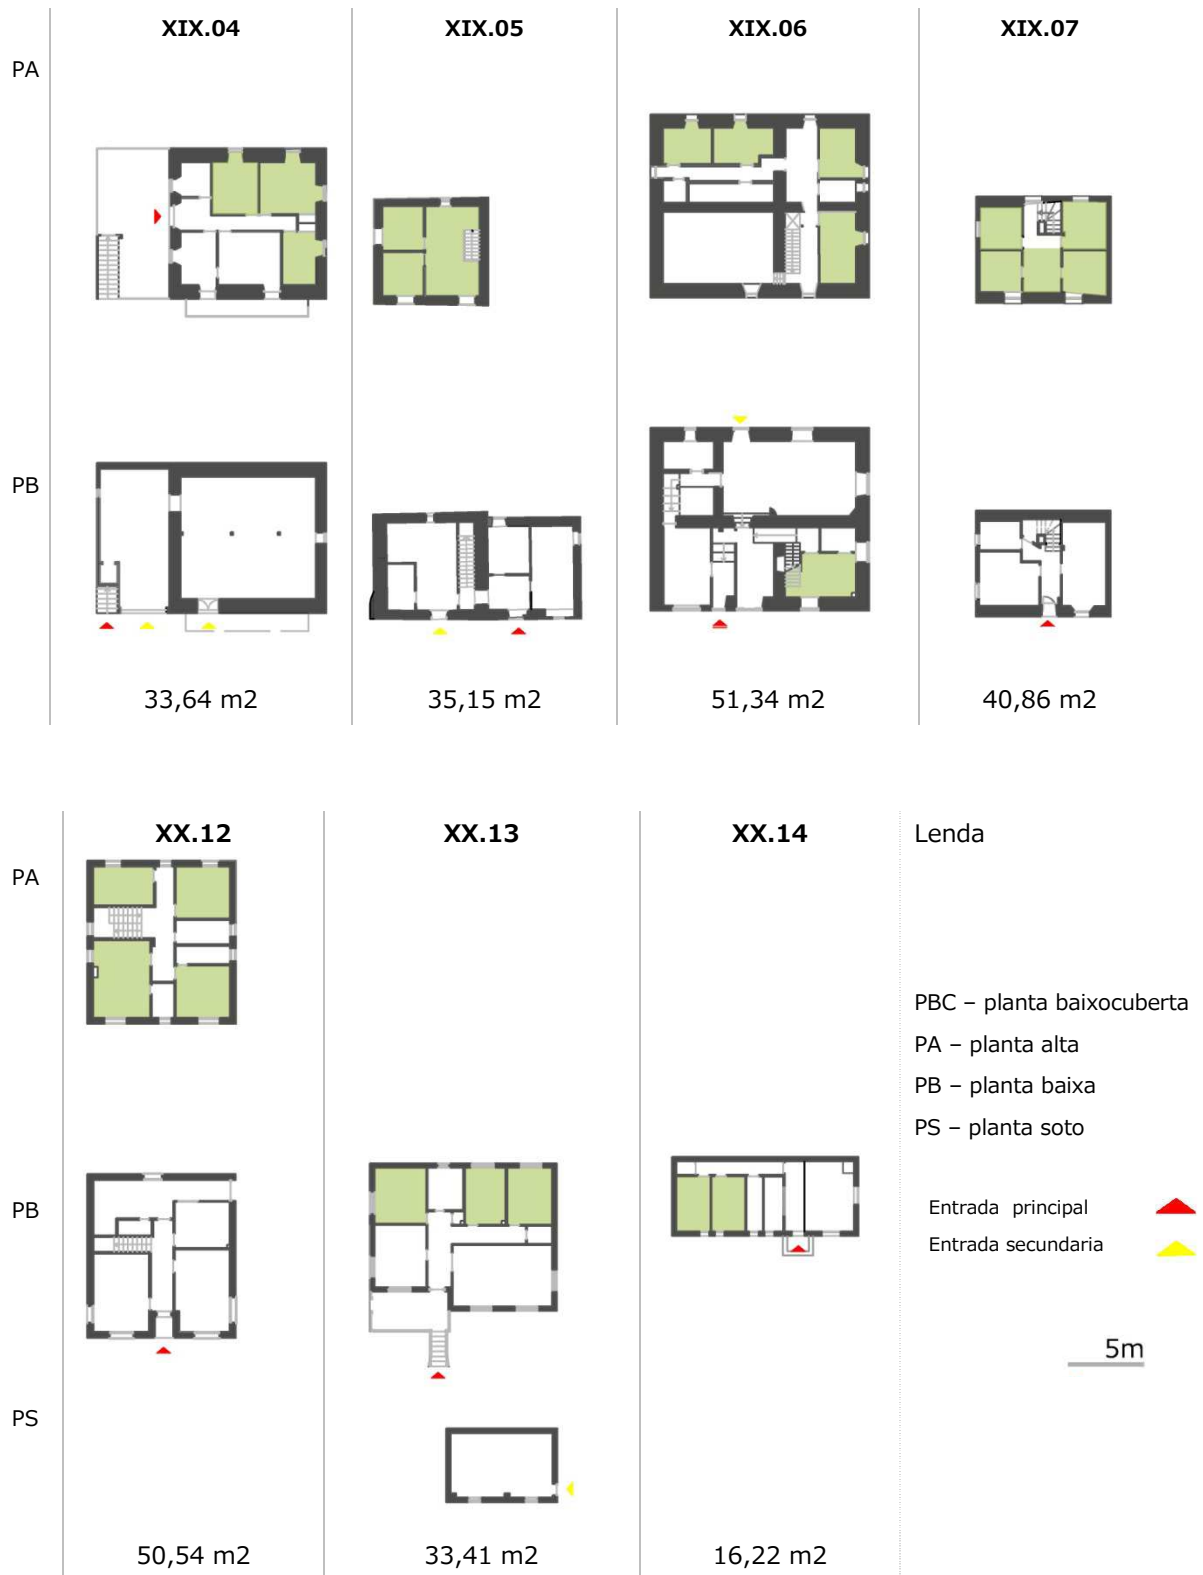 XIX.04 XIX.05 XIX.06 XIX.07
PA
PB
33,64 m2 35,15 m2 51,34 m2 40,86 m2
XX.12 XX.13 XX.14 Lenda
PA
PBC – planta baixocuberta
PA – planta alta
PB – planta baixa
PS – planta soto
PB
Entrada principal
Entrada secundaria
5m
PS
50,54 m2 33,41 m2 16,22 m2